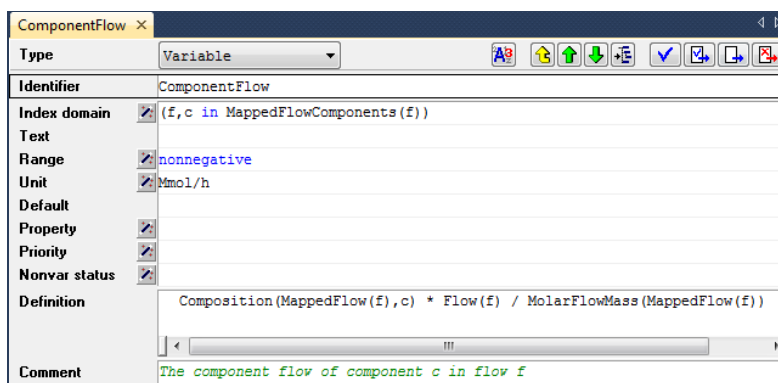 ComponentFlow ×
Type Variable
Identifier ComponentFlow
Index domain (f,c in MappedFlowComponents(f))
Text
Range nonnegative
Unit Mmol/h
Default
Property
Priority
Nonvar status
Definition Composition(MappedFlow(f),c) * Flow(f) / MolarFlowMass(MappedFlow(f))
Comment The component flow of component c in flow f